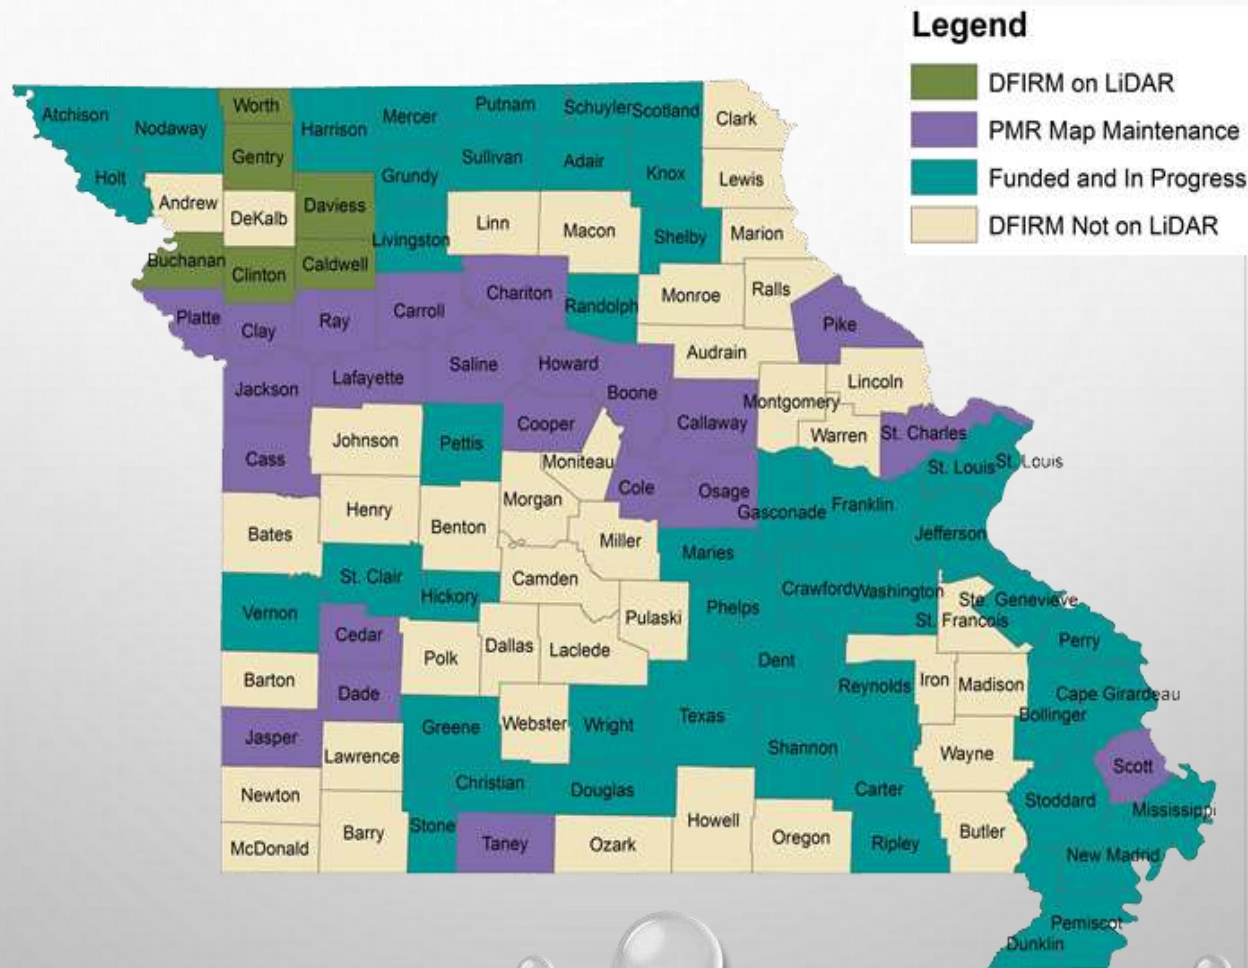 Legend
DFIRM on LiDAR
PMR Map Maintenance
Funded and In Progress
DFIRM Not on LiDAR
Atchison
Nodaway
Worth
Harrison
Mercer
Putnam
Schuyler
Scotland
Clark
Gentry
Holt
Andrew
DeKalb
Daviess
Grundy
Sullivan
Adair
Knox
Lewis
Livingston
Linn
Macon
Shelby
Marion
Buchanan
Clinton
Caldwell
Platte
Clay
Ray
Carroll
Chariton
Randolph
Monroe
Ralls
Pike
Audrain
Jackson
Lafayette
Saline
Howard
Boone
Callaway
Montgomery
Lincoln
Warren
St. Charles
Cass
Johnson
Pettis
Cooper
Moniteau
Cole
Osage
Gasconade
Franklin
St. Louis
St. Louis
Jefferson
Bates
Henry
Benton
Morgan
Miller
Maries
Camden
Vernon
St. Clair
Hickory
Pulaski
Phelps
Crawford
Washington
Ste. Genevieve
St. Francois
Perry
Cedar
Polk
Dallas
Laclede
Dent
Barton
Dade
Reynolds
Iron
Madison
Cape Girardeau
Bollinger
Jasper
Greene
Webster
Wright
Texas
Shannon
Wayne
Scott
Lawrence
Christian
Douglas
Carter
Stoddard
Mississippi
Newton
McDonald
Barry
Stone
Taney
Ozark
Howell
Oregon
Ripley
Butler
New Madrid
Pemiscot
Dunklin